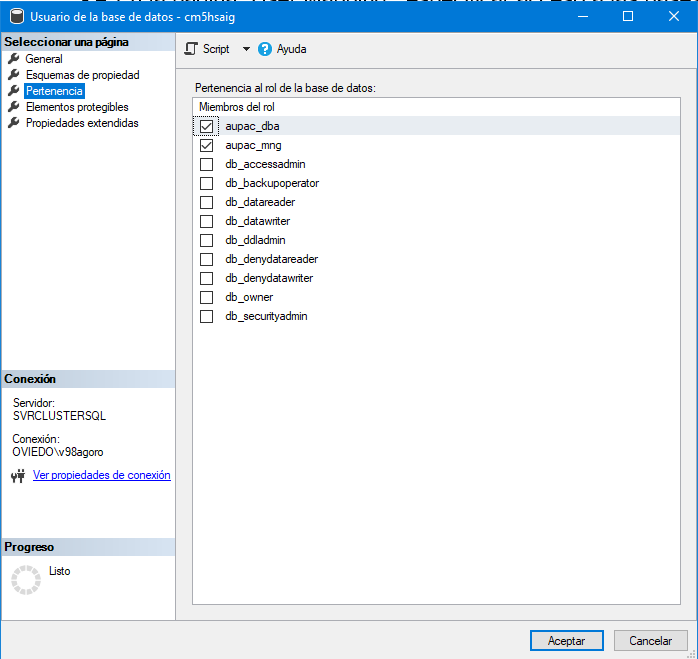 Usuario de la base de datos - cm5hsaig
Seleccionar una página
General
Esquemas de propiedad
Pertenencia
Elementos protegibles
Propiedades extendidas
Script
Ayuda
Pertenencia al rol de la base de datos:
Miembros del rol
aupac_dba
aupac_mng
db_accessadmin
db_backupoperator
db_datareader
db_datawriter
db_ddladmin
db_denydatareader
db_denydatawriter
db_owner
db_securityadmin
Conexión
Servidor:
SVRCLUSTERSQL
Conexión:
OVIEDO\v98agoro
Ver propiedades de conexión
Progreso
Listo
Aceptar
Cancelar